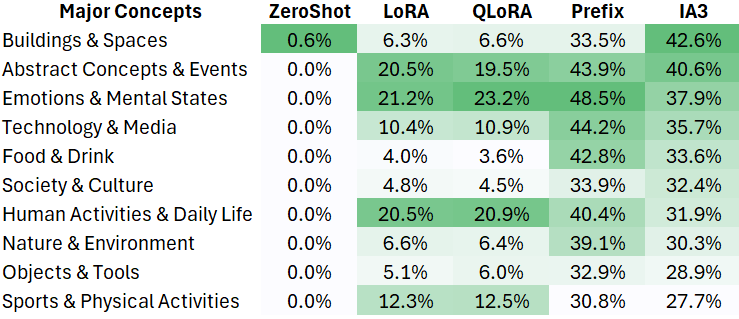 Major Concepts ZeroShot LoRA QLoRA Prefix IA3
Buildings & Spaces 0.6% 6.3% 6.6% 33.5% 42.6%
Abstract Concepts & Events 0.0% 20.5% 19.5% 43.9% 40.6%
Emotions & Mental States 0.0% 21.2% 23.2% 48.5% 37.9%
Technology & Media 0.0% 10.4% 10.9% 44.2% 35.7%
Food & Drink 0.0% 4.0% 3.6% 42.8% 33.6%
Society & Culture 0.0% 4.8% 4.5% 33.9% 32.4%
Human Activities & Daily Life 0.0% 20.5% 20.9% 40.4% 31.9%
Nature & Environment 0.0% 6.6% 6.4% 39.1% 30.3%
Objects & Tools 0.0% 5.1% 6.0% 32.9% 28.9%
Sports & Physical Activities 0.0% 12.3% 12.5% 30.8% 27.7%